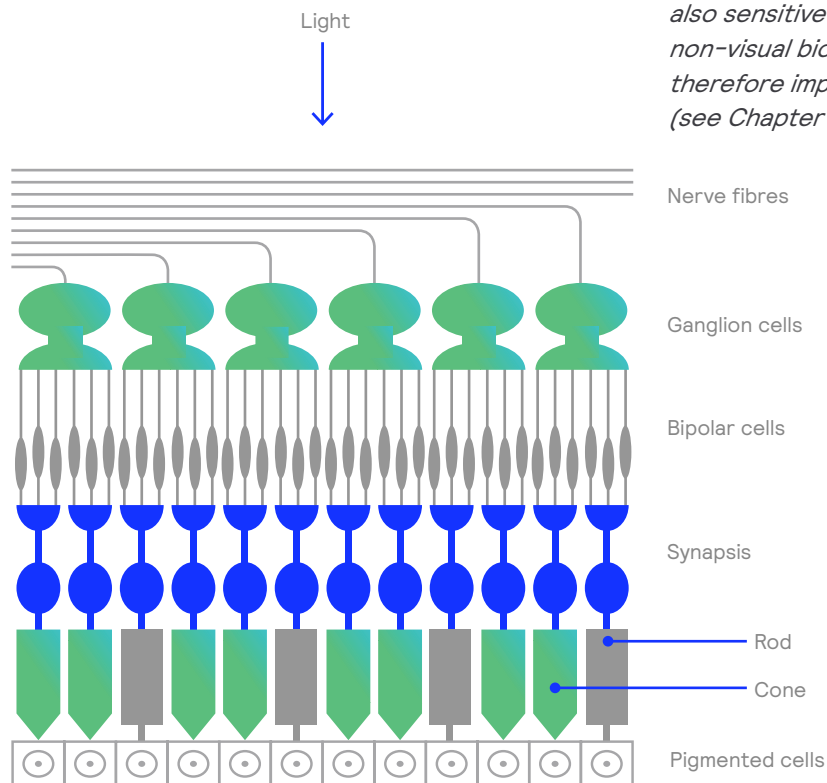 Light
also sensitive
non-visual bio
therefore imp
(see Chapter
Nerve fibres
Ganglion cells
Bipolar cells
Synapsis
Rod
Cone
Pigmented cells